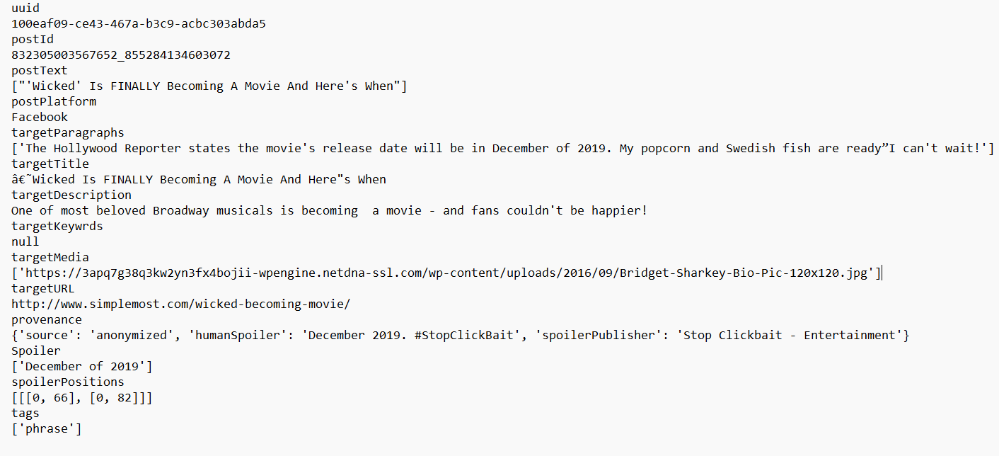 uuid
100eaf09-ce43-467a-b3c9-acbc303abda5
postId
832305003567652_855284134603072
postText
["'Wicked' Is FINALLY Becoming A Movie And Here's When"]
postPlatform
Facebook
targetParagraphs
['The Hollywood Reporter states the movie's release date will be in December of 2019. My popcorn and Swedish fish are ready”I can't wait!']
targetTitle
â€˜Wicked Is FINALLY Becoming A Movie And Here"s When
targetDescription
One of most beloved Broadway musicals is becoming  a movie - and fans couldn't be happier!
targetKeywrds
null
targetMedia
['https://3apq7g38q3kw2yn3fx4bojii-wpengine.netdna-ssl.com/wp-content/uploads/2016/09/Bridget-Sharkey-Bio-Pic-120x120.jpg']
targetURL
http://www.simplemost.com/wicked-becoming-movie/
provenance
{'source': 'anonymized', 'humanSpoiler': 'December 2019. #StopClickBait', 'spoilerPublisher': 'Stop Clickbait - Entertainment'}
Spoiler
['December of 2019']
spoilerPositions
[[[0, 66], [0, 82]]]
tags
['phrase']